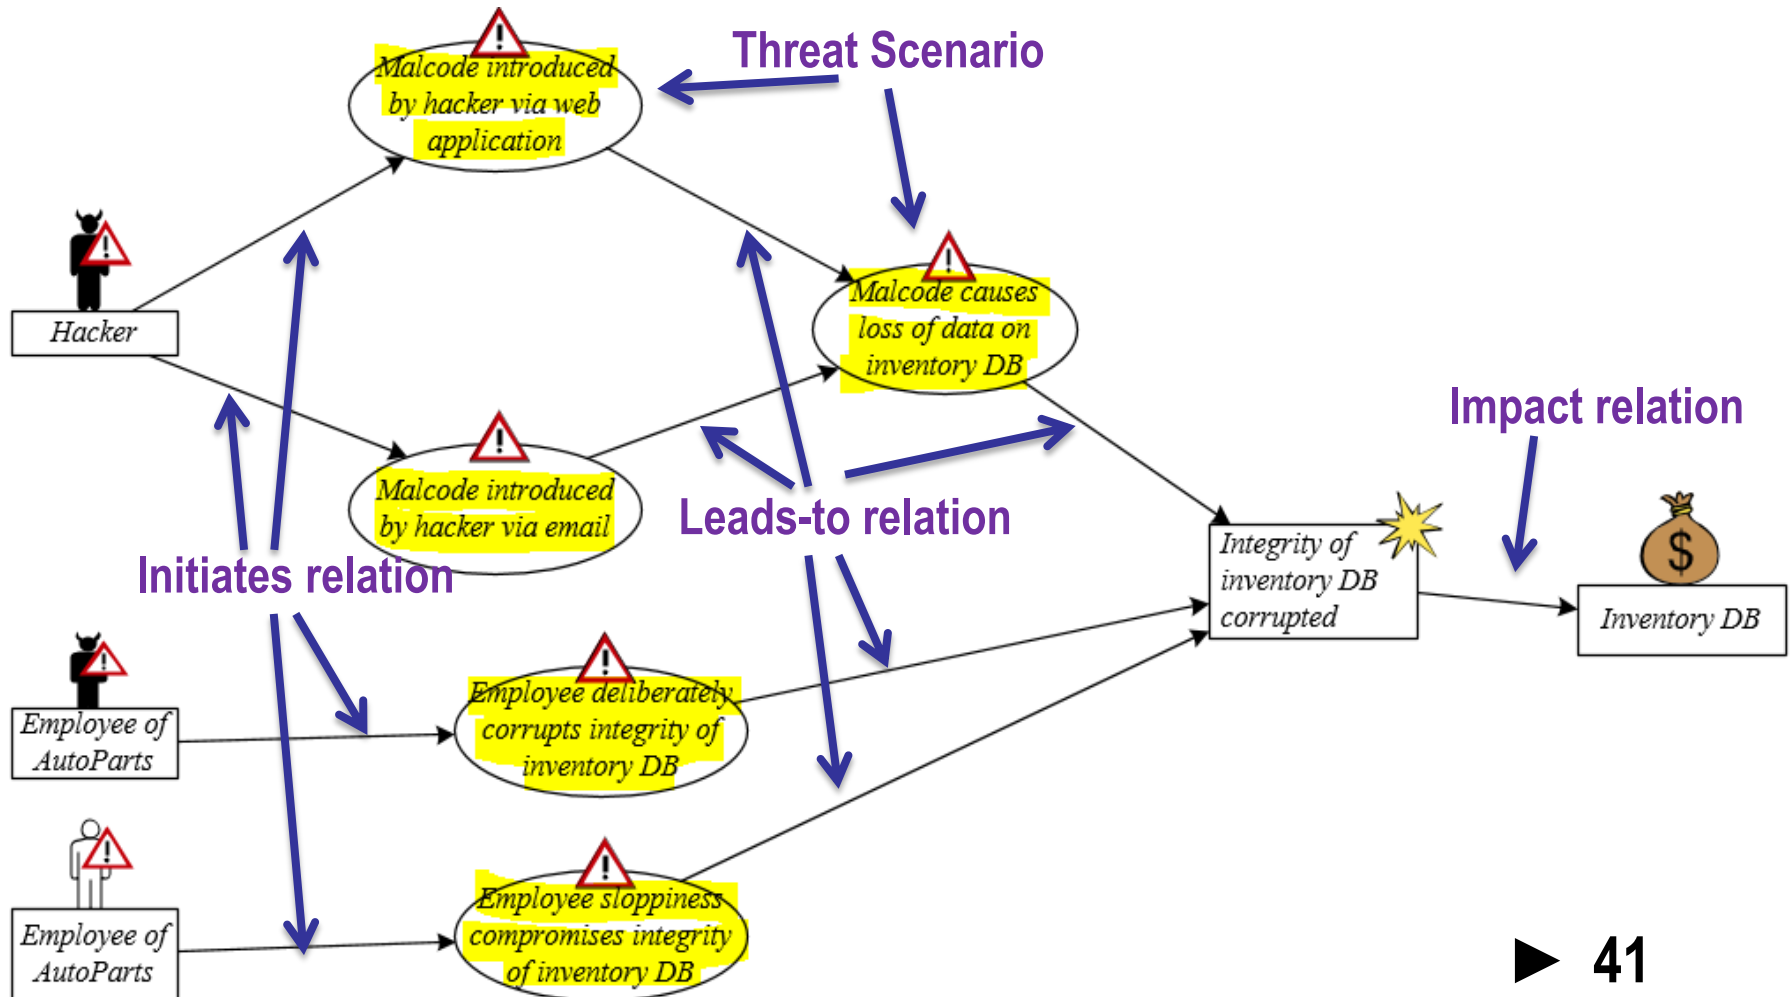 Threat Scenario
Malcode introduced
by hacker via web
application
Hacker
Malcode causes
loss of data on
inventory DB
Impact relation
Malcode introduced
by hacker via email
Leads-to relation
Integrity of
inventory DB
corrupted
$
Inventory DB
Initiates relation
Employee of
AutoParts
Employee deliberately
corrupts integrity of
inventory DB
Employee of
AutoParts
Employee sloppiness
compromises integrity
of inventory DB
► 41